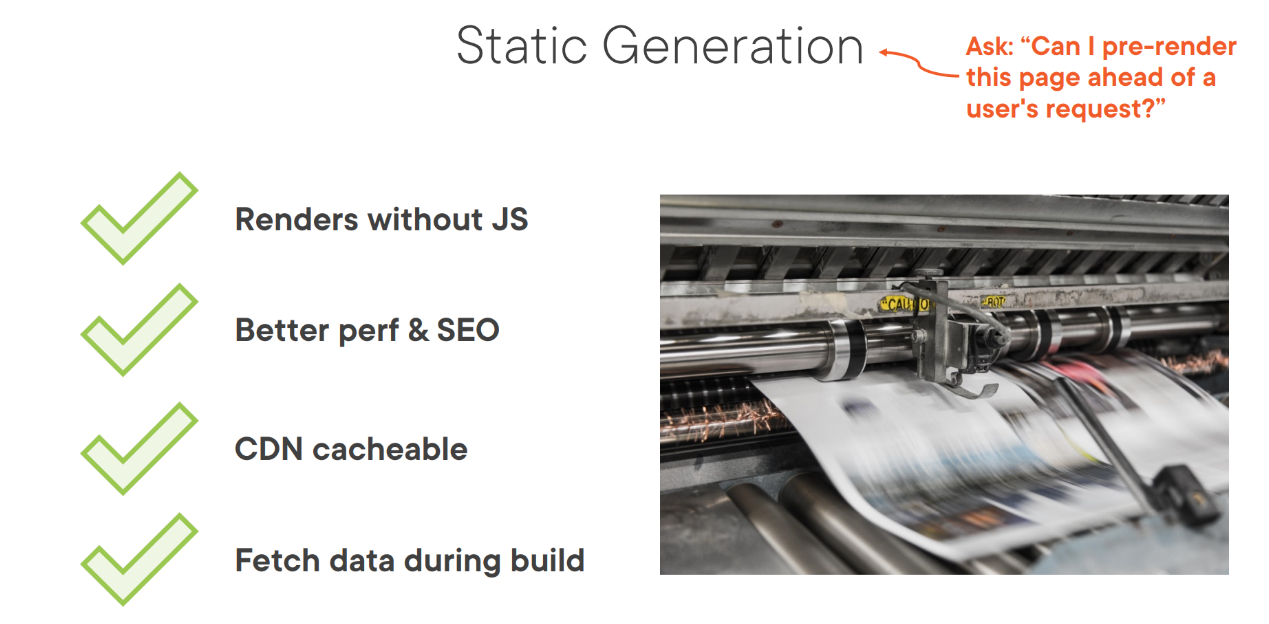 Static Generation
Ask: “Can I pre-render
this page ahead of a
user's request?”
Renders without JS
Better perf & SEO
CDN cacheable
Fetch data during build